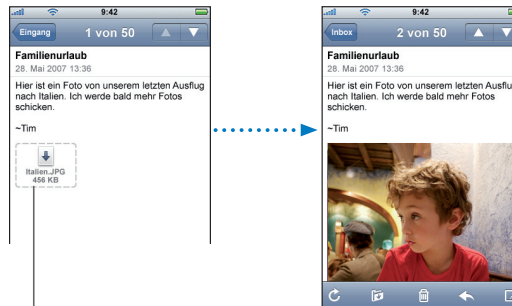 9:42
Eingang
1 von 50
Familienurlaub
28. Mai 2007 13:36
Hier ist ein Foto von unserem letzten Ausflug
nach Italien. Ich werde bald mehr Fotos
schicken.
~Tim
Italien.JPG
456 KB
9:42
Inbox
2 von 50
Familienurlaub
28. Mai 2007 13:36
Hier ist ein Foto von unserem letzten Ausflu
nach Italien. Ich werde bald mehr Fotos
schicken.
~Tim